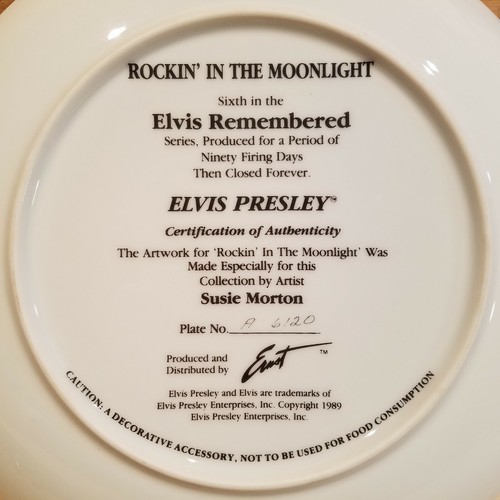 ROCKIN' IN THE MOONLIGHT
Sixth in the
Elvis Remembered
Series, Produced for a Period of
Ninety Firing Days
Then Closed Forever.
ELVIS PRESLEY™
Certification of Authenticity
The Artwork for 'Rockin' In The Moonlight' Was
Made Especially for this
Collection by Artist
Susie Morton
Plate No. A 6120
Produced and
Distributed by Ernst ™
Elvis Presley and Elvis are trademarks of
Elvis Presley Enterprises, Inc. Copyright 1989
Elvis Presley Enterprises, Inc.
CAUTION: A DECORATIVE ACCESSORY, NOT TO BE USED FOR FOOD CONSUMPTION